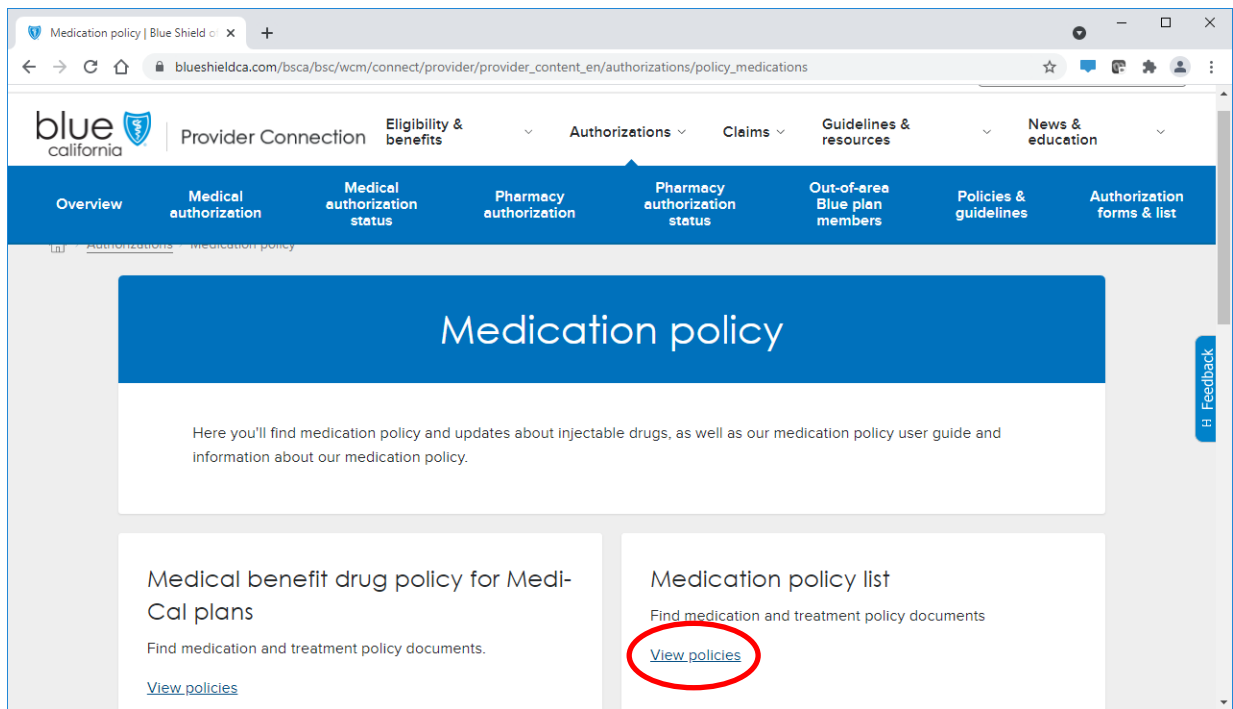 Medication policy | Blue Shield o
blueshieldca.com/bsca/bsc/wcm/connect/provider/provider_content_en/authorizations/policy_medications
blue
california
Provider Connection
Eligibility &
benefits
Authorizations
Claims
Guidelines &
resources
News &
education
Overview
Medical
authorization
Medical
authorization
status
Pharmacy
authorization
Pharmacy
authorization
status
Out-of-area
Blue plan
members
Policies &
guidelines
Authorization
forms & list
Authorizations Medication policy
Medication policy
Here you'll find medication policy and updates about injectable drugs, as well as our medication policy user guide and
information about our medication policy.
Feedback
Medical benefit drug policy for Medi-
Cal plans
Find medication and treatment policy documents.
View policies
Medication policy list
Find medication and treatment policy documents
View policies